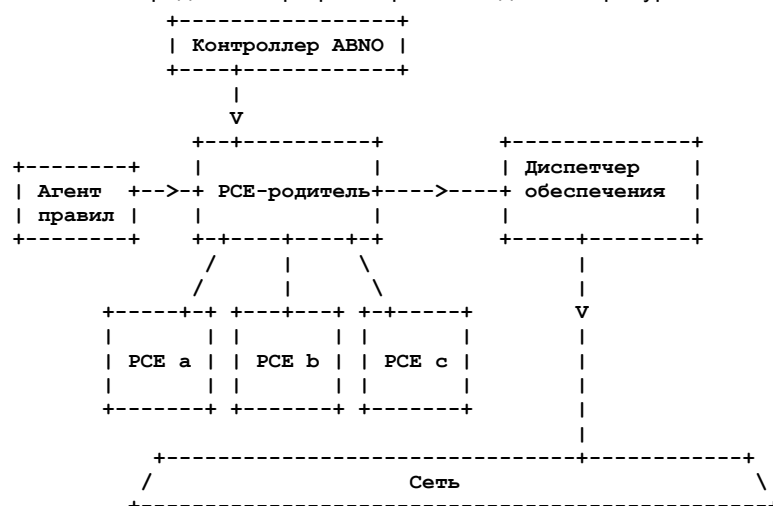 Контроллер ABNO
V
Диспетчер
Агент PCE-родитель обеспечения
правил
V
PCE a PCE b PCE c
Сеть